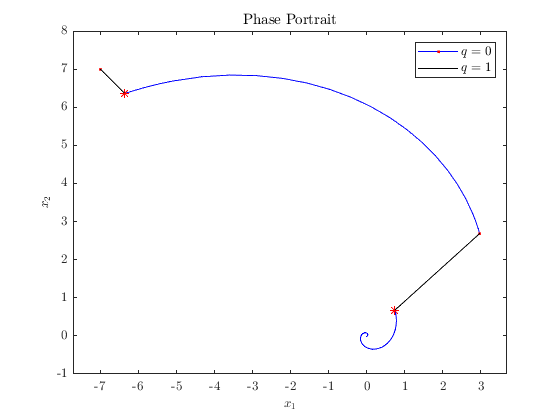 Phase Portrait
q = 0
q = 1
8
7
6
5
4
3
2
1
0
-1
x₂
-7 -6 -5 -4 -3 -2 -1 0 1 2 3
x₁